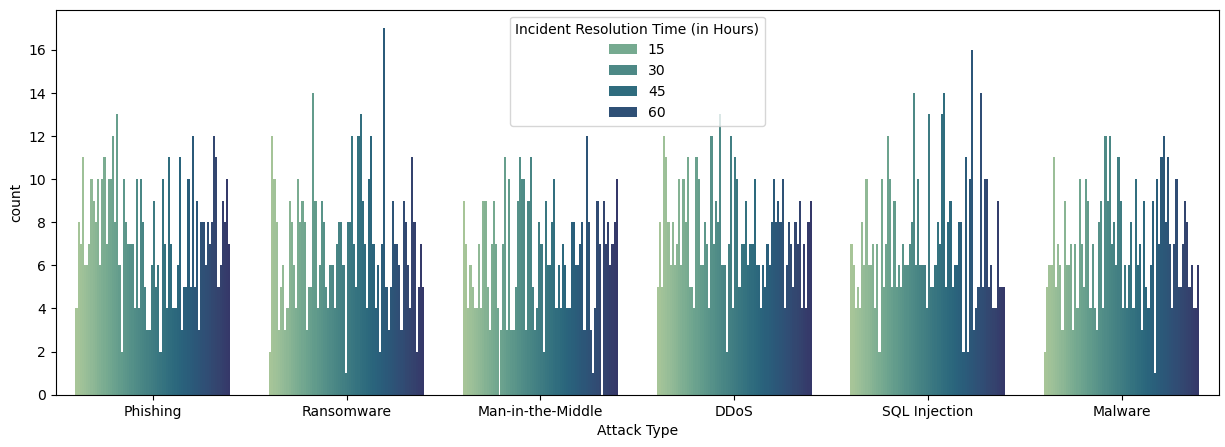 Incident Resolution Time (in Hours)
15
30
45
60
count
16
14
12
10
8
6
4
2
0
Phishing
Ransomware
Man-in-the-Middle
DDoS
SQL Injection
Malware
Attack Type